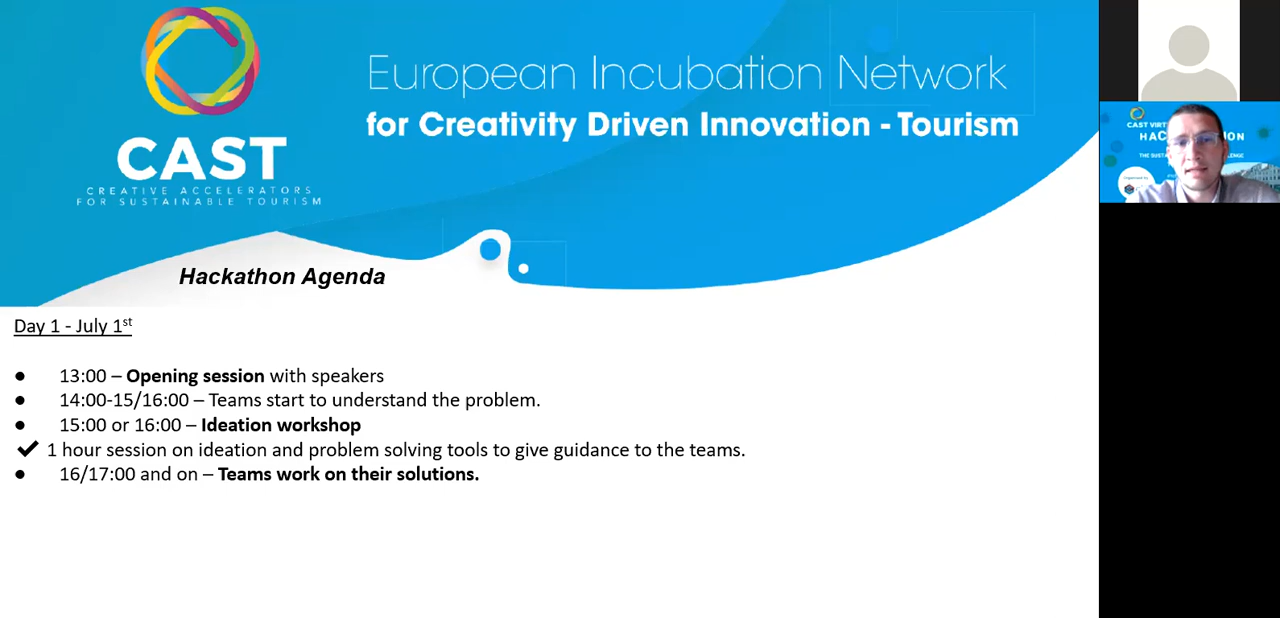 CAST
CREATIVE ACCELERATORS
FOR SUSTAINABLE TOURISM
European Incubation Network
for Creativity Driven Innovation - Tourism
Hackathon Agenda
Day 1 - July 1st
● 13:00 – Opening session with speakers
● 14:00-15/16:00 – Teams start to understand the problem.
● 15:00 or 16:00 – Ideation workshop
✔ 1 hour session on ideation and problem solving tools to give guidance to the teams.
● 16/17:00 and on – Teams work on their solutions.
CAST